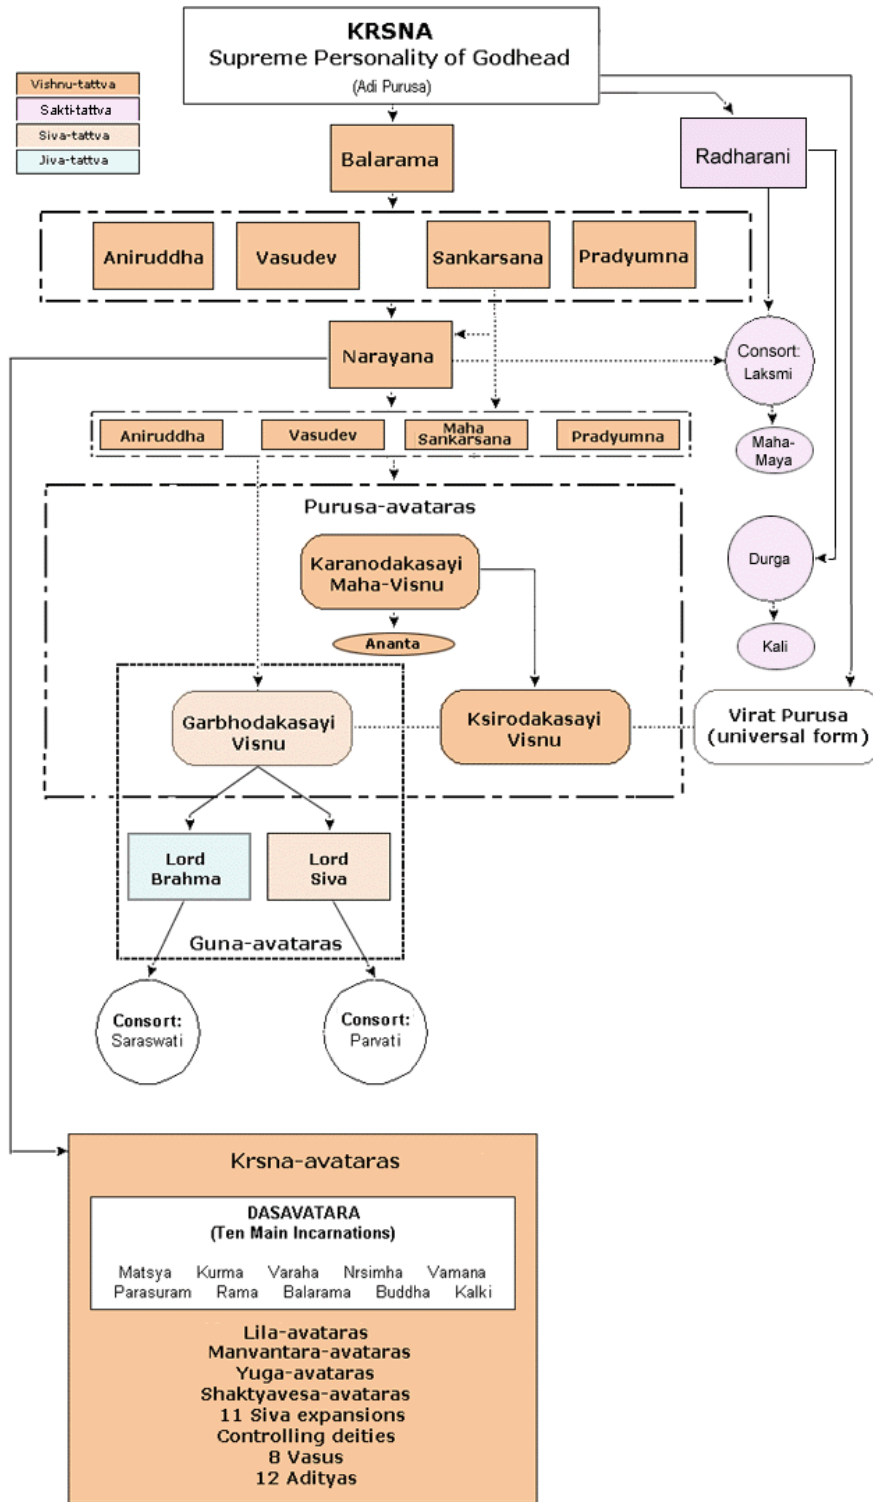 KRSNA
Supreme Personality of Godhead
(Adi Purusa)
Vishnu-tattva
Sakti-tattva
Siva-tattva
Jiva-tattva
Balarama
Radharani
Aniruddha
Vasudev
Sankarsana
Pradyumna
Narayana
Consort:
Laksmi
Aniruddha
Vasudev
Maha
Sankarsana
Pradyumna
Maha-
Maya
Purusa-avataras
Karanodakasayi
Maha-Visnu
Durga
Ananta
Kali
Garbhodakasayi
Visnu
Ksirodakasayi
Visnu
Virat Purusa
(universal form)
Lord
Brahma
Lord
Siva
Guna-avataras
Consort:
Saraswati
Consort:
Parvati
Krsna-avataras
DASAVATARA
(Ten Main Incarnations)
Matsya Kurma Varaha Nrsimha Vamana
Parasuram Rama Balarama Buddha Kalki
Lila-avataras
Manvantara-avataras
Yuga-avataras
Shaktyavesa-avataras
11 Siva expansions
Controlling deities
8 Vasus
12 Adityas